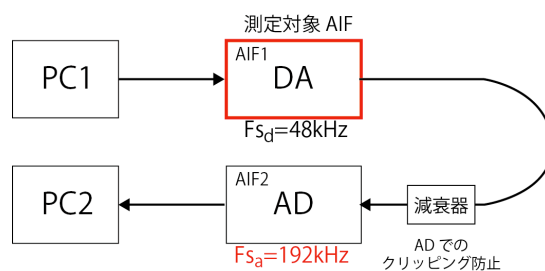 測定対象 AIF
PC1
AIF1
DA
Fsd=48kHz
PC2
AIF2
AD
減衰器
Fsa=192kHz
AD での
クリッピング防止